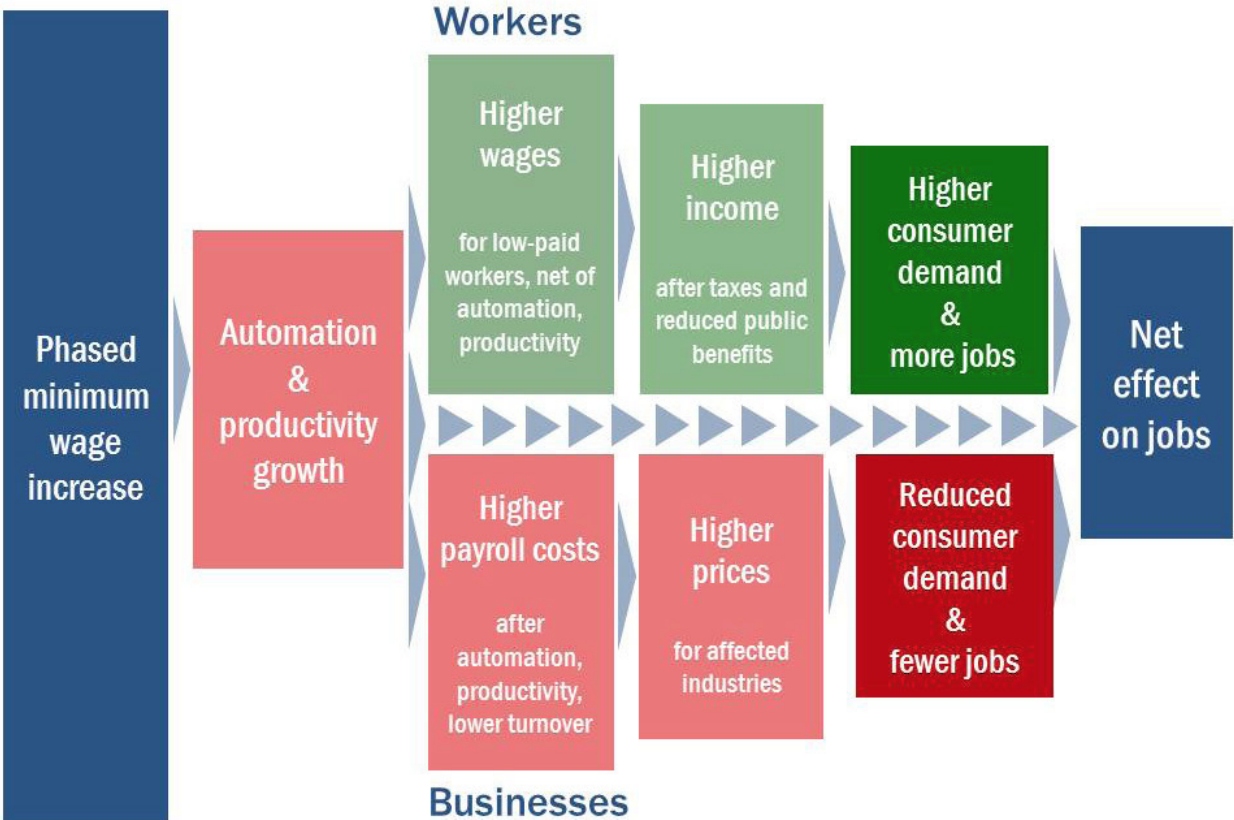 Workers
Phased
minimum
wage
increase
Automation
&
productivity
growth
Higher
wages
for low-paid
workers, net of
automation,
productivity
Higher
income
after taxes and
reduced public
benefits
Higher
consumer
demand
&
more jobs
Higher
payroll costs
after
automation,
productivity,
lower turnover
Higher
prices
for affected
industries
Reduced
consumer
demand
&
fewer jobs
Net
effect
on jobs
Businesses